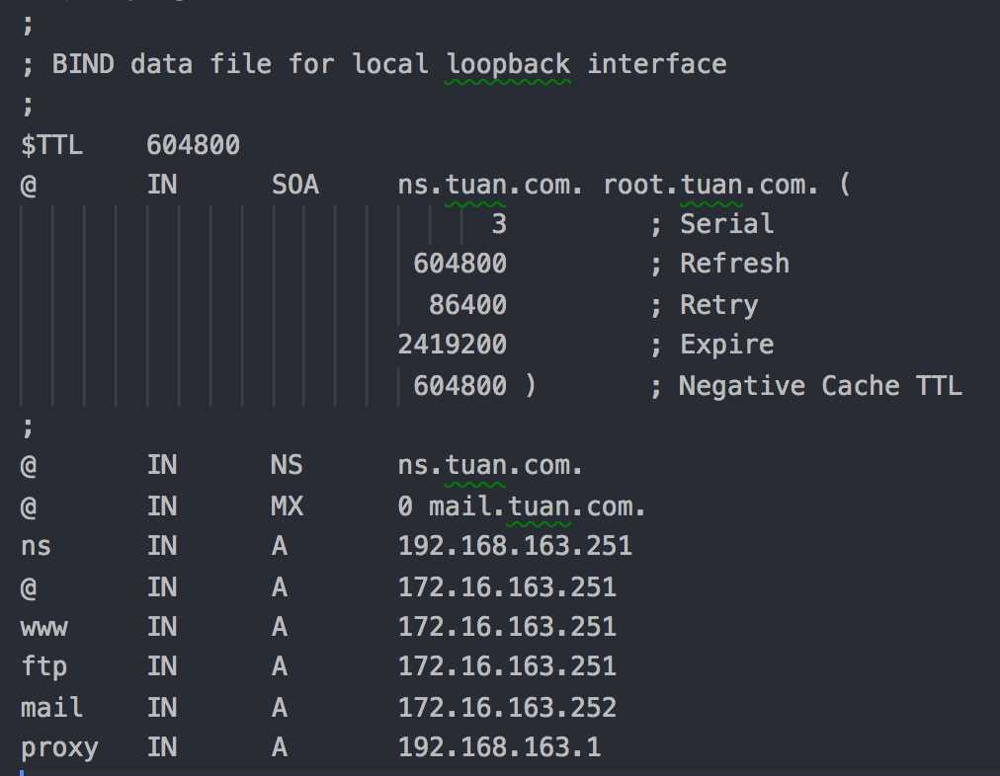 ;
; BIND data file for local loopback interface
;
$TTL    604800
@       IN      SOA     ns.tuan.com. root.tuan.com. (
                              3         ; Serial
                         604800         ; Refresh
                          86400         ; Retry
                        2419200         ; Expire
                         604800 )       ; Negative Cache TTL
;
@       IN      NS      ns.tuan.com.
@       IN      MX      0 mail.tuan.com.
ns      IN      A       192.168.163.251
@       IN      A       172.16.163.251
www     IN      A       172.16.163.251
ftp     IN      A       172.16.163.251
mail    IN      A       172.16.163.252
proxy   IN      A       192.168.163.1